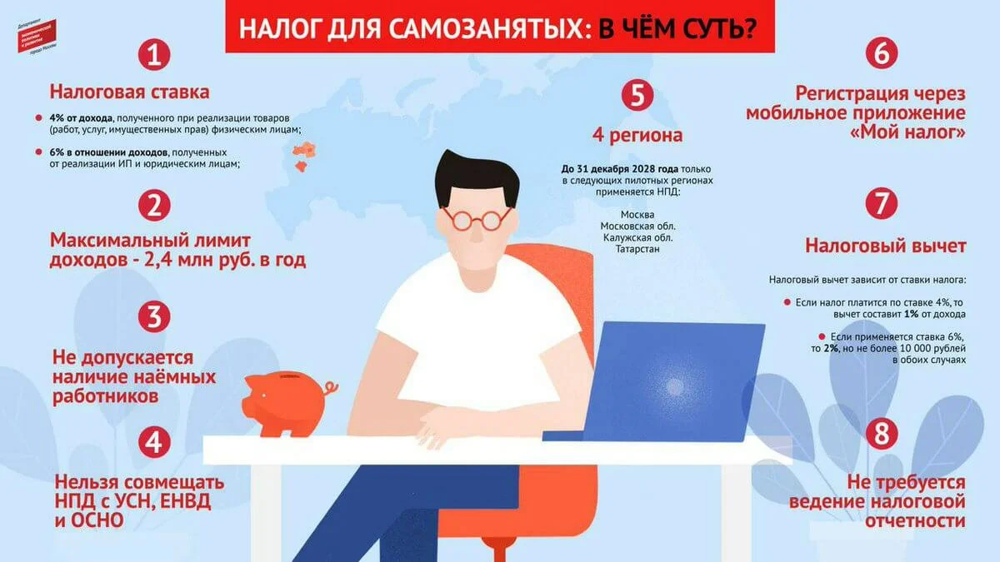 Департамент
экономической
политики
и развития
города Москвы
НАЛОГ ДЛЯ САМОЗАНЯТЫХ: В ЧЁМ СУТЬ?
1
Налоговая ставка
4% от дохода, полученного при реализации товаров
(работ, услуг, имущественных прав) физическим лицам;
6% в отношении доходов, полученных
от реализации ИП и юридическим лицам;
2
Максимальный лимит
доходов - 2,4 млн руб. в год
3
Не допускается
наличие наёмных
работников
4
Нельзя совмещать
НПД с УСН, ЕНВД
и ОСНО
5
4 региона
До 31 декабря 2028 года только
в следующих пилотных регионах
применяется НПД:
Москва
Московская обл.
Калужская обл.
Татарстан
6
Регистрация через
мобильное приложение
«Мой налог»
7
Налоговый вычет
Налоговый вычет зависит от ставки налога:
Если налог платится по ставке 4%, то
вычет составит 1% от дохода
Если применяется ставка 6%,
то 2%, но не более 10 000 рублей
в обоих случаях
8
Не требуется
ведение налоговой
отчетности